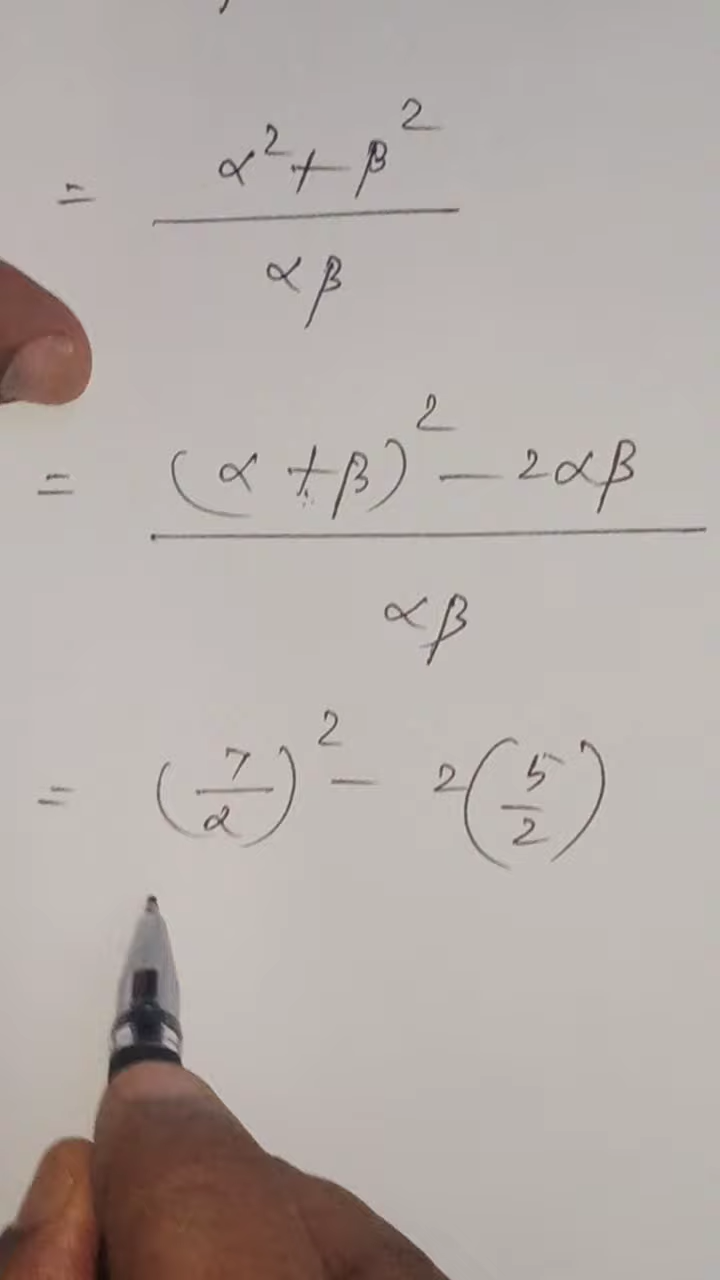 = α² + β²
αβ
= (α + β)² - 2αβ
αβ
= (7/2)² - 2(5/2)